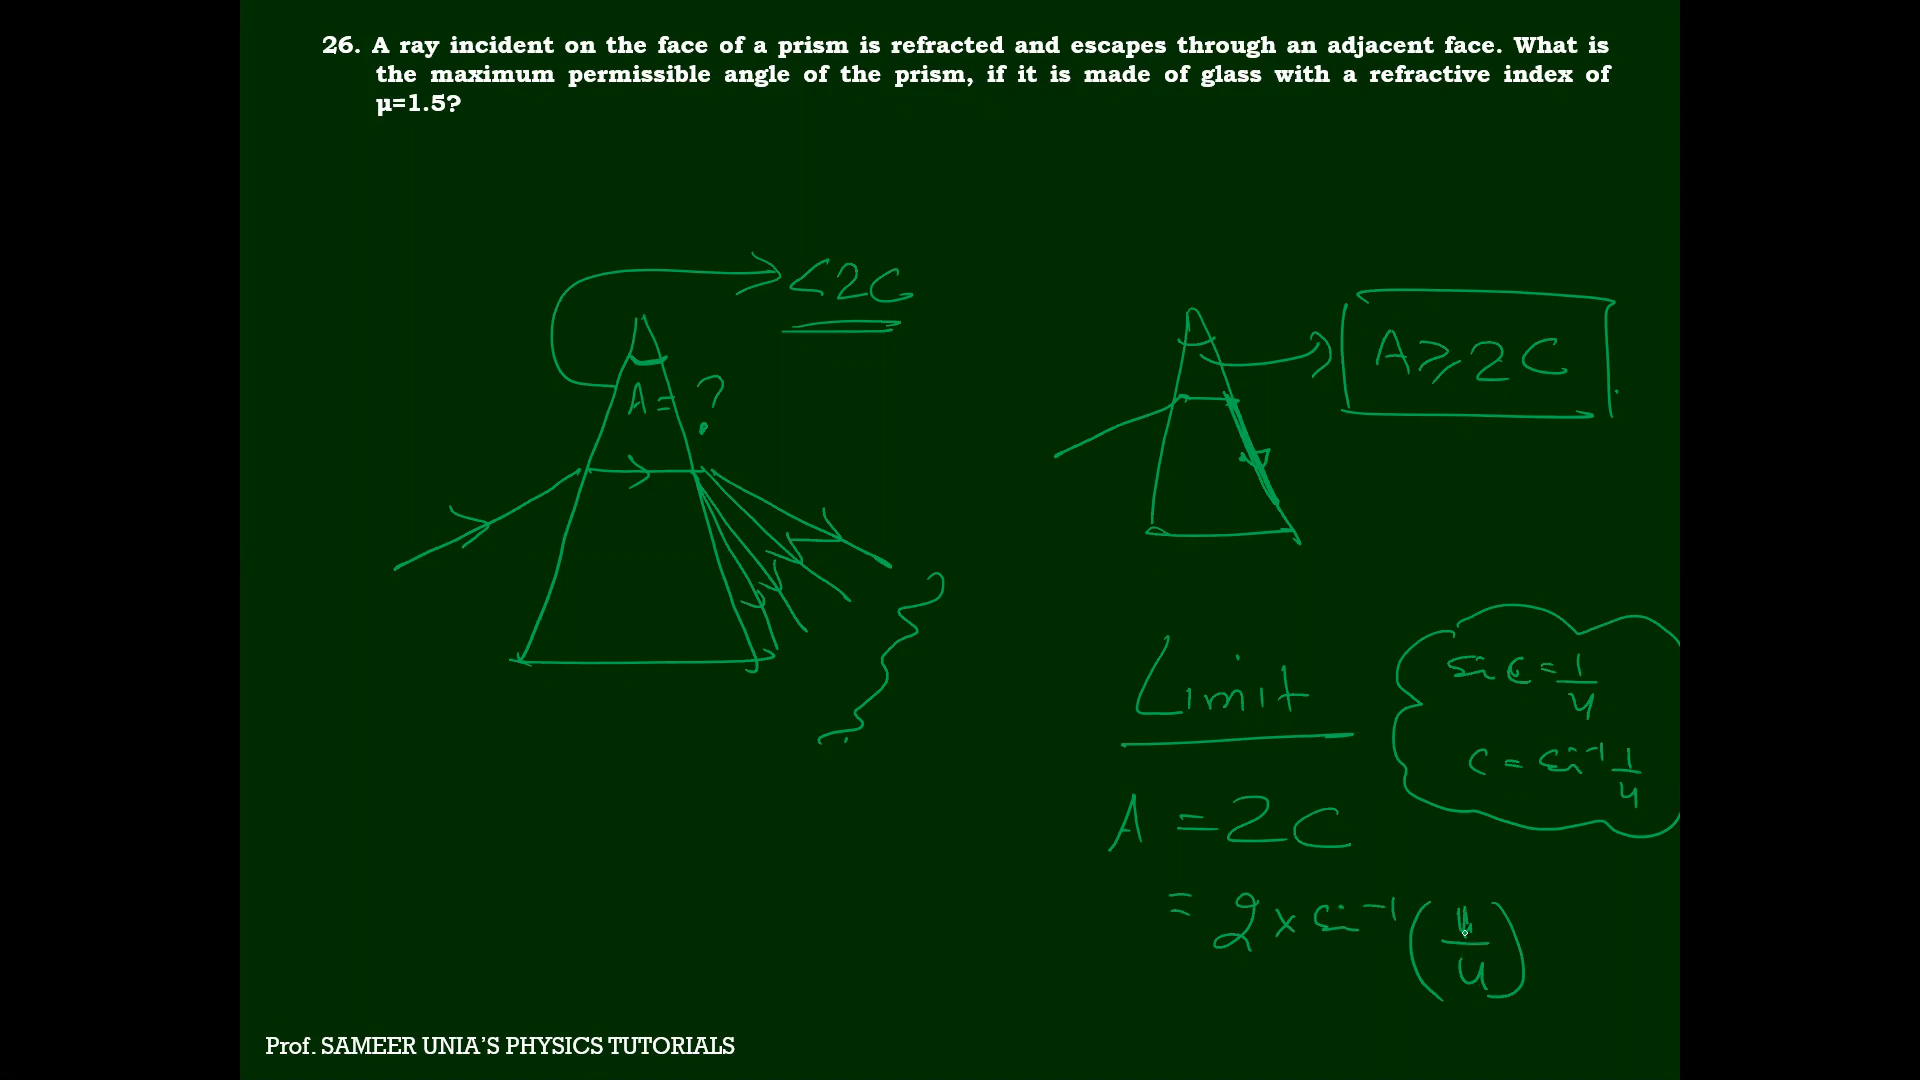 26. A ray incident on the face of a prism is refracted and escapes through an adjacent face. What is
the maximum permissible angle of the prism, if it is made of glass with a refractive index of
µ=1.5?
<2C
A = ?
A ≥ 2C
Limit
sin C = 1/μ
C = sin⁻¹ 1/μ
A = 2C
= 2 × sin⁻¹ (1/μ)
Prof. SAMEER UNIA'S PHYSICS TUTORIALS